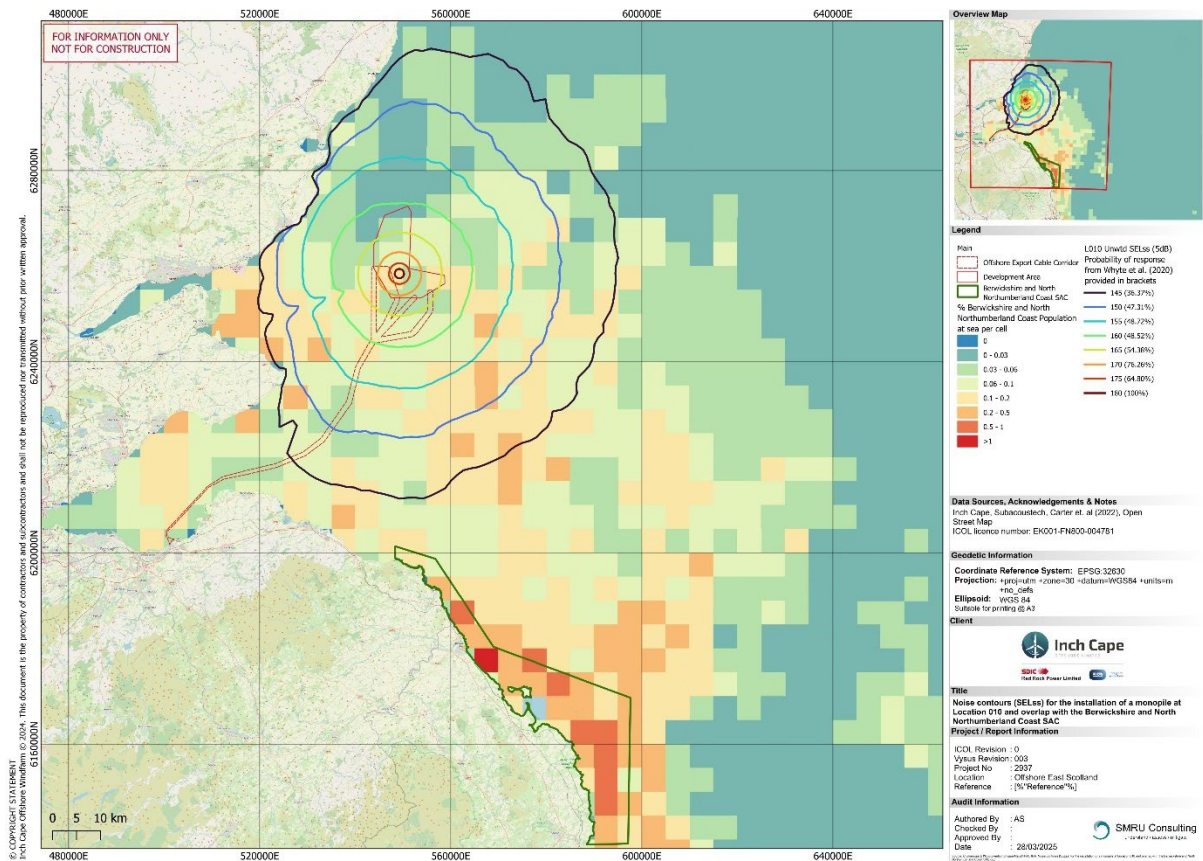 480000E
520000E
560000E
600000E
640000E
FOR INFORMATION ONLY
NOT FOR CONSTRUCTION
6280000N
6240000N
6200000N
6160000N
0 5 10 km
480000E
520000E
560000E
600000E
640000E
© COPYRIGHT STATEMENT
Inch Cape Offshore Windfarm © 2024. This document is the property of contractors and subcontractors and shall not be reproduced nor transmitted without prior written approval.
Overview Map
Legend
Main
Offshore Export Cable Corridor
Development Area
Berwickshire and North
Northumberland Coast SAC
% Berwickshire and North
Northumberland Coast Population
at sea per cell
0
0 - 0.03
0.03 - 0.06
0.06 - 0.1
0.1 - 0.2
0.2 - 0.5
0.5 - 1
>1
L010 Unwtd SELss (5dB)
Probability of response
from Whyte et al. (2020)
provided in brackets
145 (36.37%)
150 (47.31%)
155 (48.72%)
160 (48.52%)
165 (54.38%)
170 (76.26%)
175 (64.80%)
180 (100%)
Data Sources, Acknowledgements & Notes
Inch Cape, Subacoustech, Carter et. al (2022), Open
Street Map
ICOL licence number: EK001-FN800-004781
Geodetic Information
Coordinate Reference System: EPSG:32630
Projection: +proj=utm +zone=30 +datum=WGS84 +units=m
+no_defs
Ellipsoid: WGS 84
Suitable for printing @ A3
Client
Inch Cape
SDIC
Red Rock Power Limited
ESB
Title
Noise contours (SELss) for the installation of a monopile at
Location 010 and overlap with the Berwickshire and North
Northumberland Coast SAC
Project / Report Information
ICOL Revision : 0
Vysus Revision : 003
Project No : 2937
Location : Offshore East Scotland
Reference : [%"Reference"%]
Audit Information
Authored By : AS
Checked By :
Approved By :
Date : 28/03/2025
SMRU Consulting